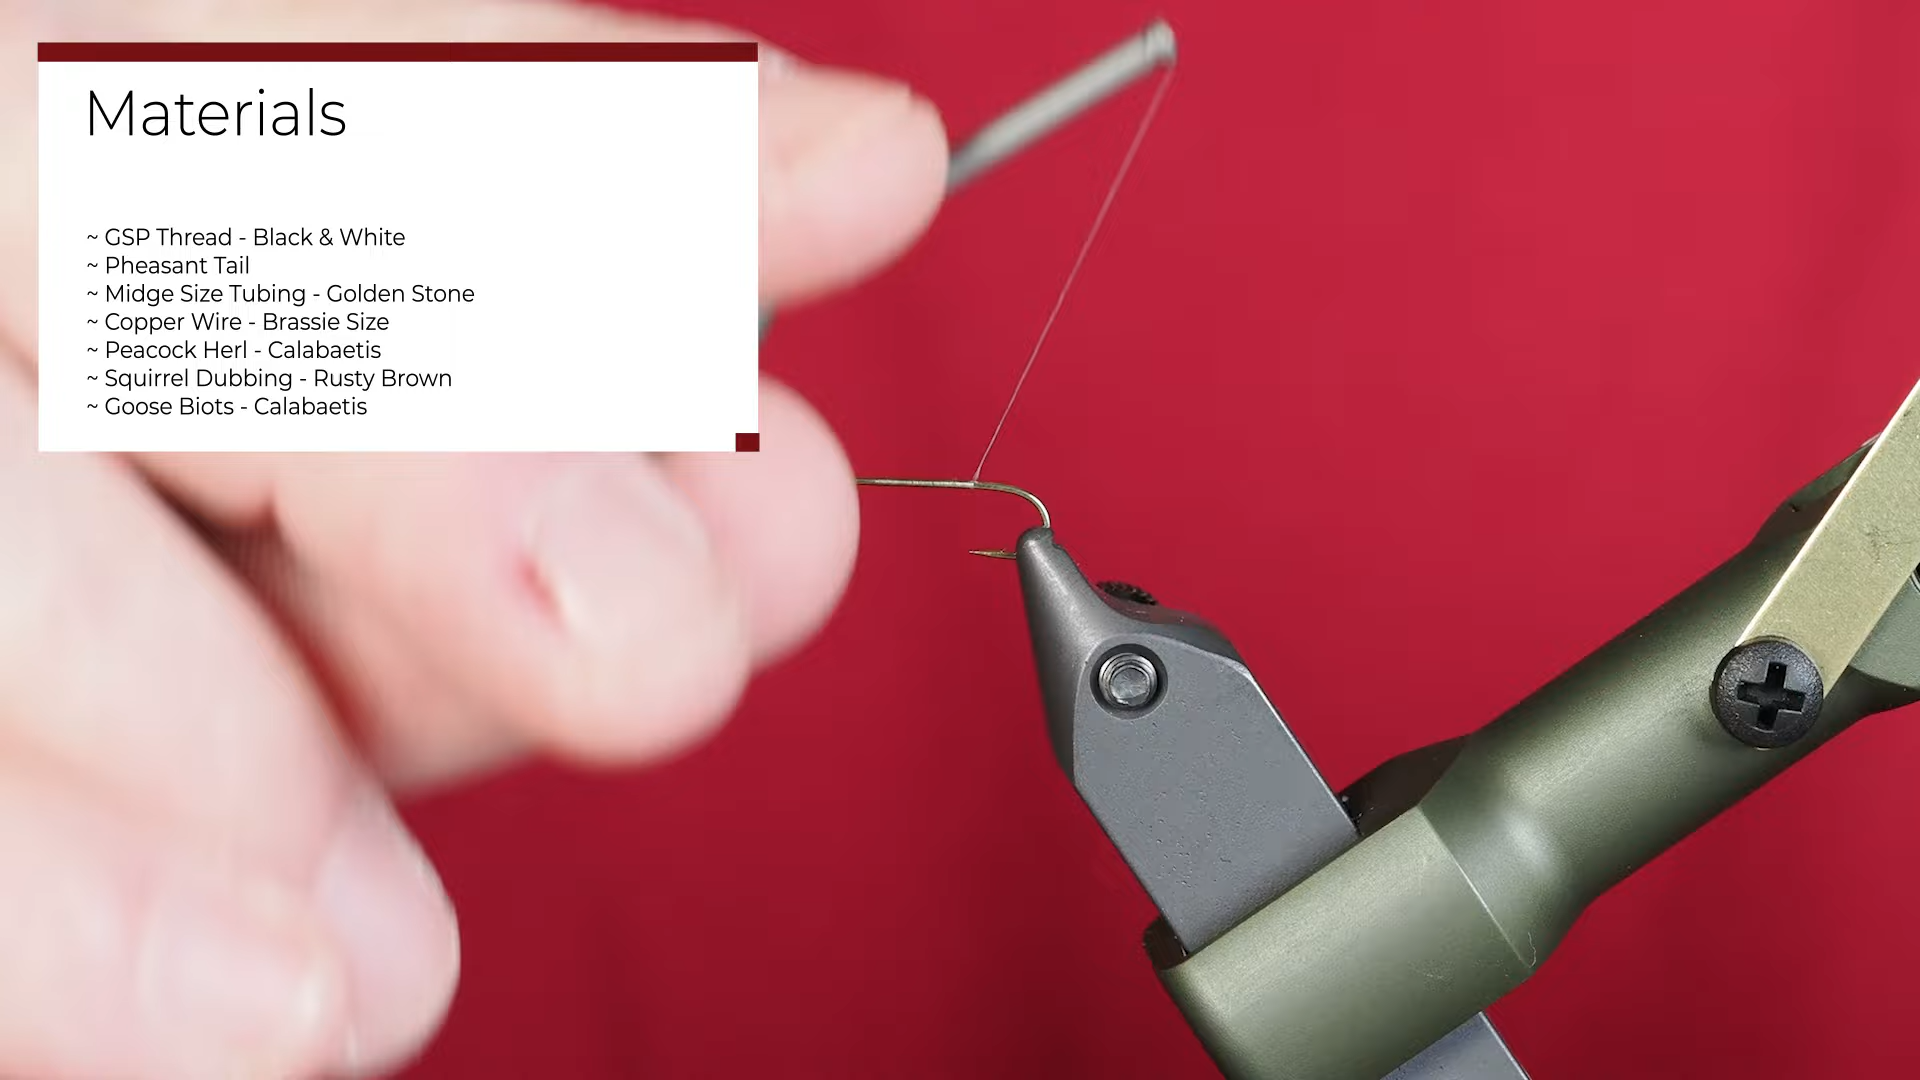 Materials
~ GSP Thread - Black & White
~ Pheasant Tail
~ Midge Size Tubing - Golden Stone
~ Copper Wire - Brassie Size
~ Peacock Herl - Calabaetis
~ Squirrel Dubbing - Rusty Brown
~ Goose Biots - Calabaetis